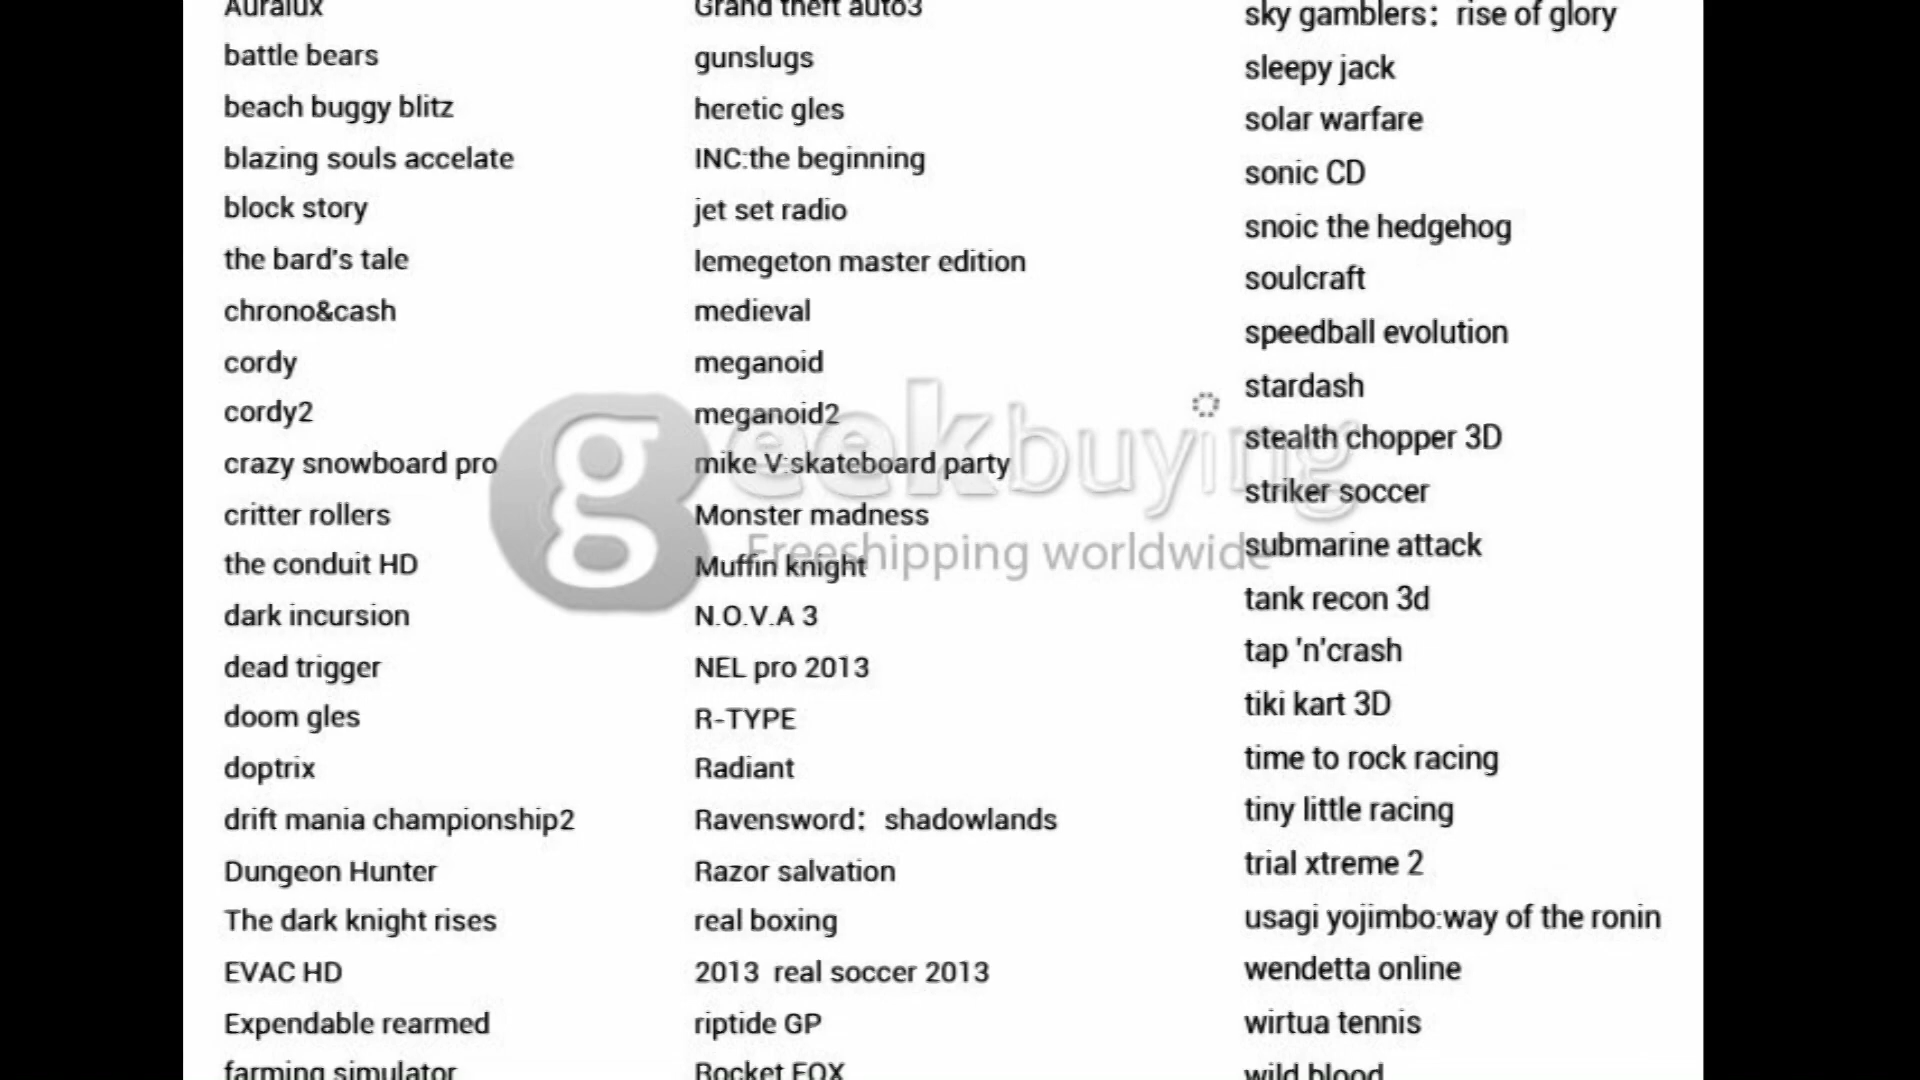 Auralux
battle bears
beach buggy blitz
blazing souls accelate
block story
the bard's tale
chrono&cash
cordy
cordy2
crazy snowboard pro
critter rollers
the conduit HD
dark incursion
dead trigger
doom gles
doptrix
drift mania championship2
Dungeon Hunter
The dark knight rises
EVAC HD
Expendable rearmed
farming simulator
Grand theft auto3
gunslugs
heretic gles
INC:the beginning
jet set radio
lemegeton master edition
medieval
meganoid
meganoid2
mike V:skateboard party
Monster madness
Muffin knight
N.O.V.A 3
NEL pro 2013
R-TYPE
Radiant
Ravensword: shadowlands
Razor salvation
real boxing
2013 real soccer 2013
riptide GP
Rocket FOX
sky gamblers: rise of glory
sleepy jack
solar warfare
sonic CD
snoic the hedgehog
soulcraft
speedball evolution
stardash
stealth chopper 3D
striker soccer
submarine attack
tank recon 3d
tap 'n'crash
tiki kart 3D
time to rock racing
tiny little racing
trial xtreme 2
usagi yojimbo:way of the ronin
wendetta online
wirtua tennis
wild blood
geekbuying
Freeshipping worldwide